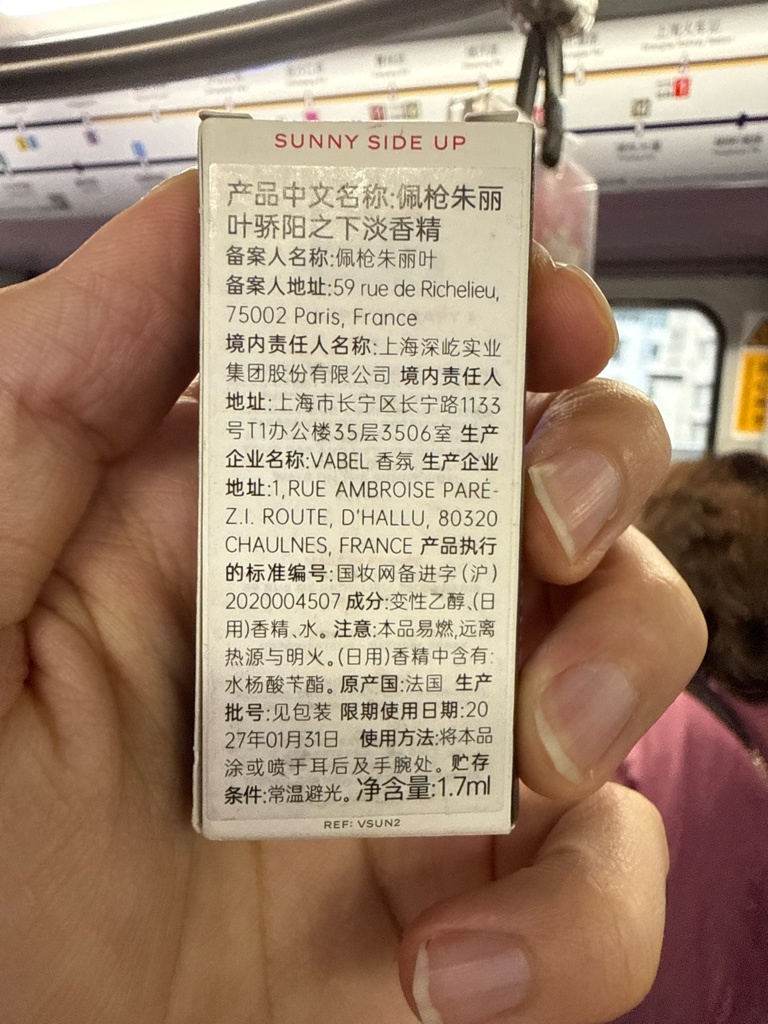 SUNNY SIDE UP
产品中文名称:佩枪朱丽
叶骄阳之下淡香精
备案人名称:佩枪朱丽叶
备案人地址:59 rue de Richelieu,
75002 Paris, France
境内责任人名称:上海深屹实业
集团股份有限公司 境内责任人
地址:上海市长宁区长宁路1133
号T1办公楼35层3506室 生产
企业名称:VABEL 香氛 生产企业
地址:1,RUE AMBROISE PARÉ-
Z.I. ROUTE, D'HALLU, 80320
CHAULNES, FRANCE 产品执行
的标准编号:国妆网备进字(沪)
2020004507 成分:变性乙醇、(日
用)香精、水。注意:本品易燃,远离
热源与明火。(日用)香精中含有:
水杨酸苄酯。原产国:法国 生产
批号:见包装 限期使用日期:20
27年01月31日 使用方法:将本品
涂或喷于耳后及手腕处。贮存
条件:常温避光。净含量:1.7ml
REF: VSUN2